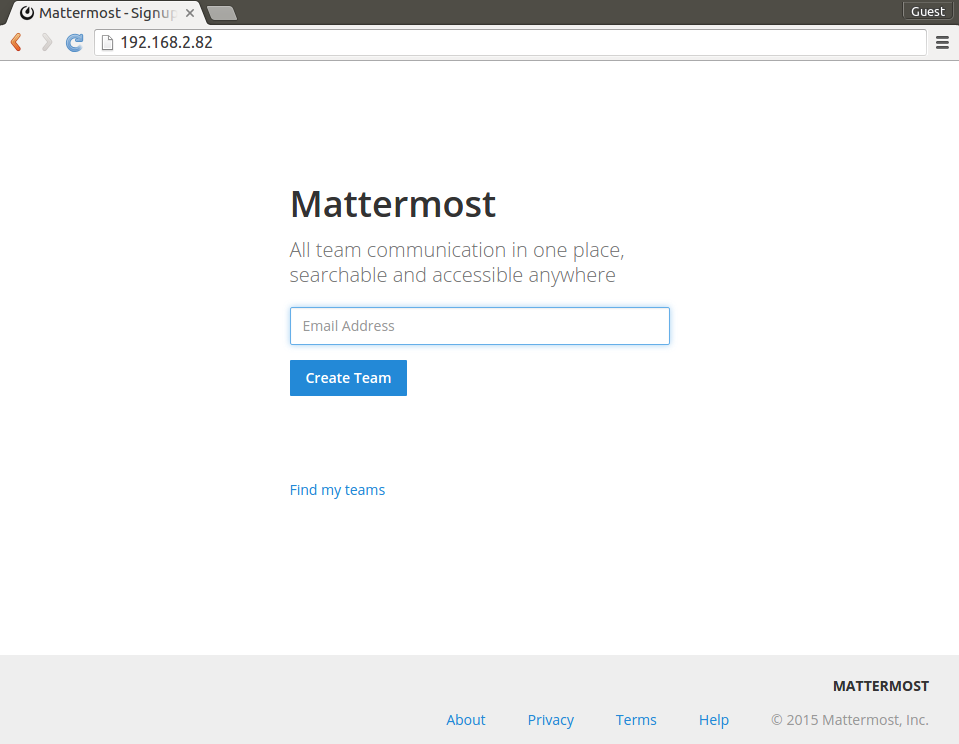 Mattermost - Signup
Guest
192.168.2.82
Mattermost
All team communication in one place,
searchable and accessible anywhere
Email Address
Create Team
Find my teams
MATTERMOST
About Privacy Terms Help © 2015 Mattermost, Inc.